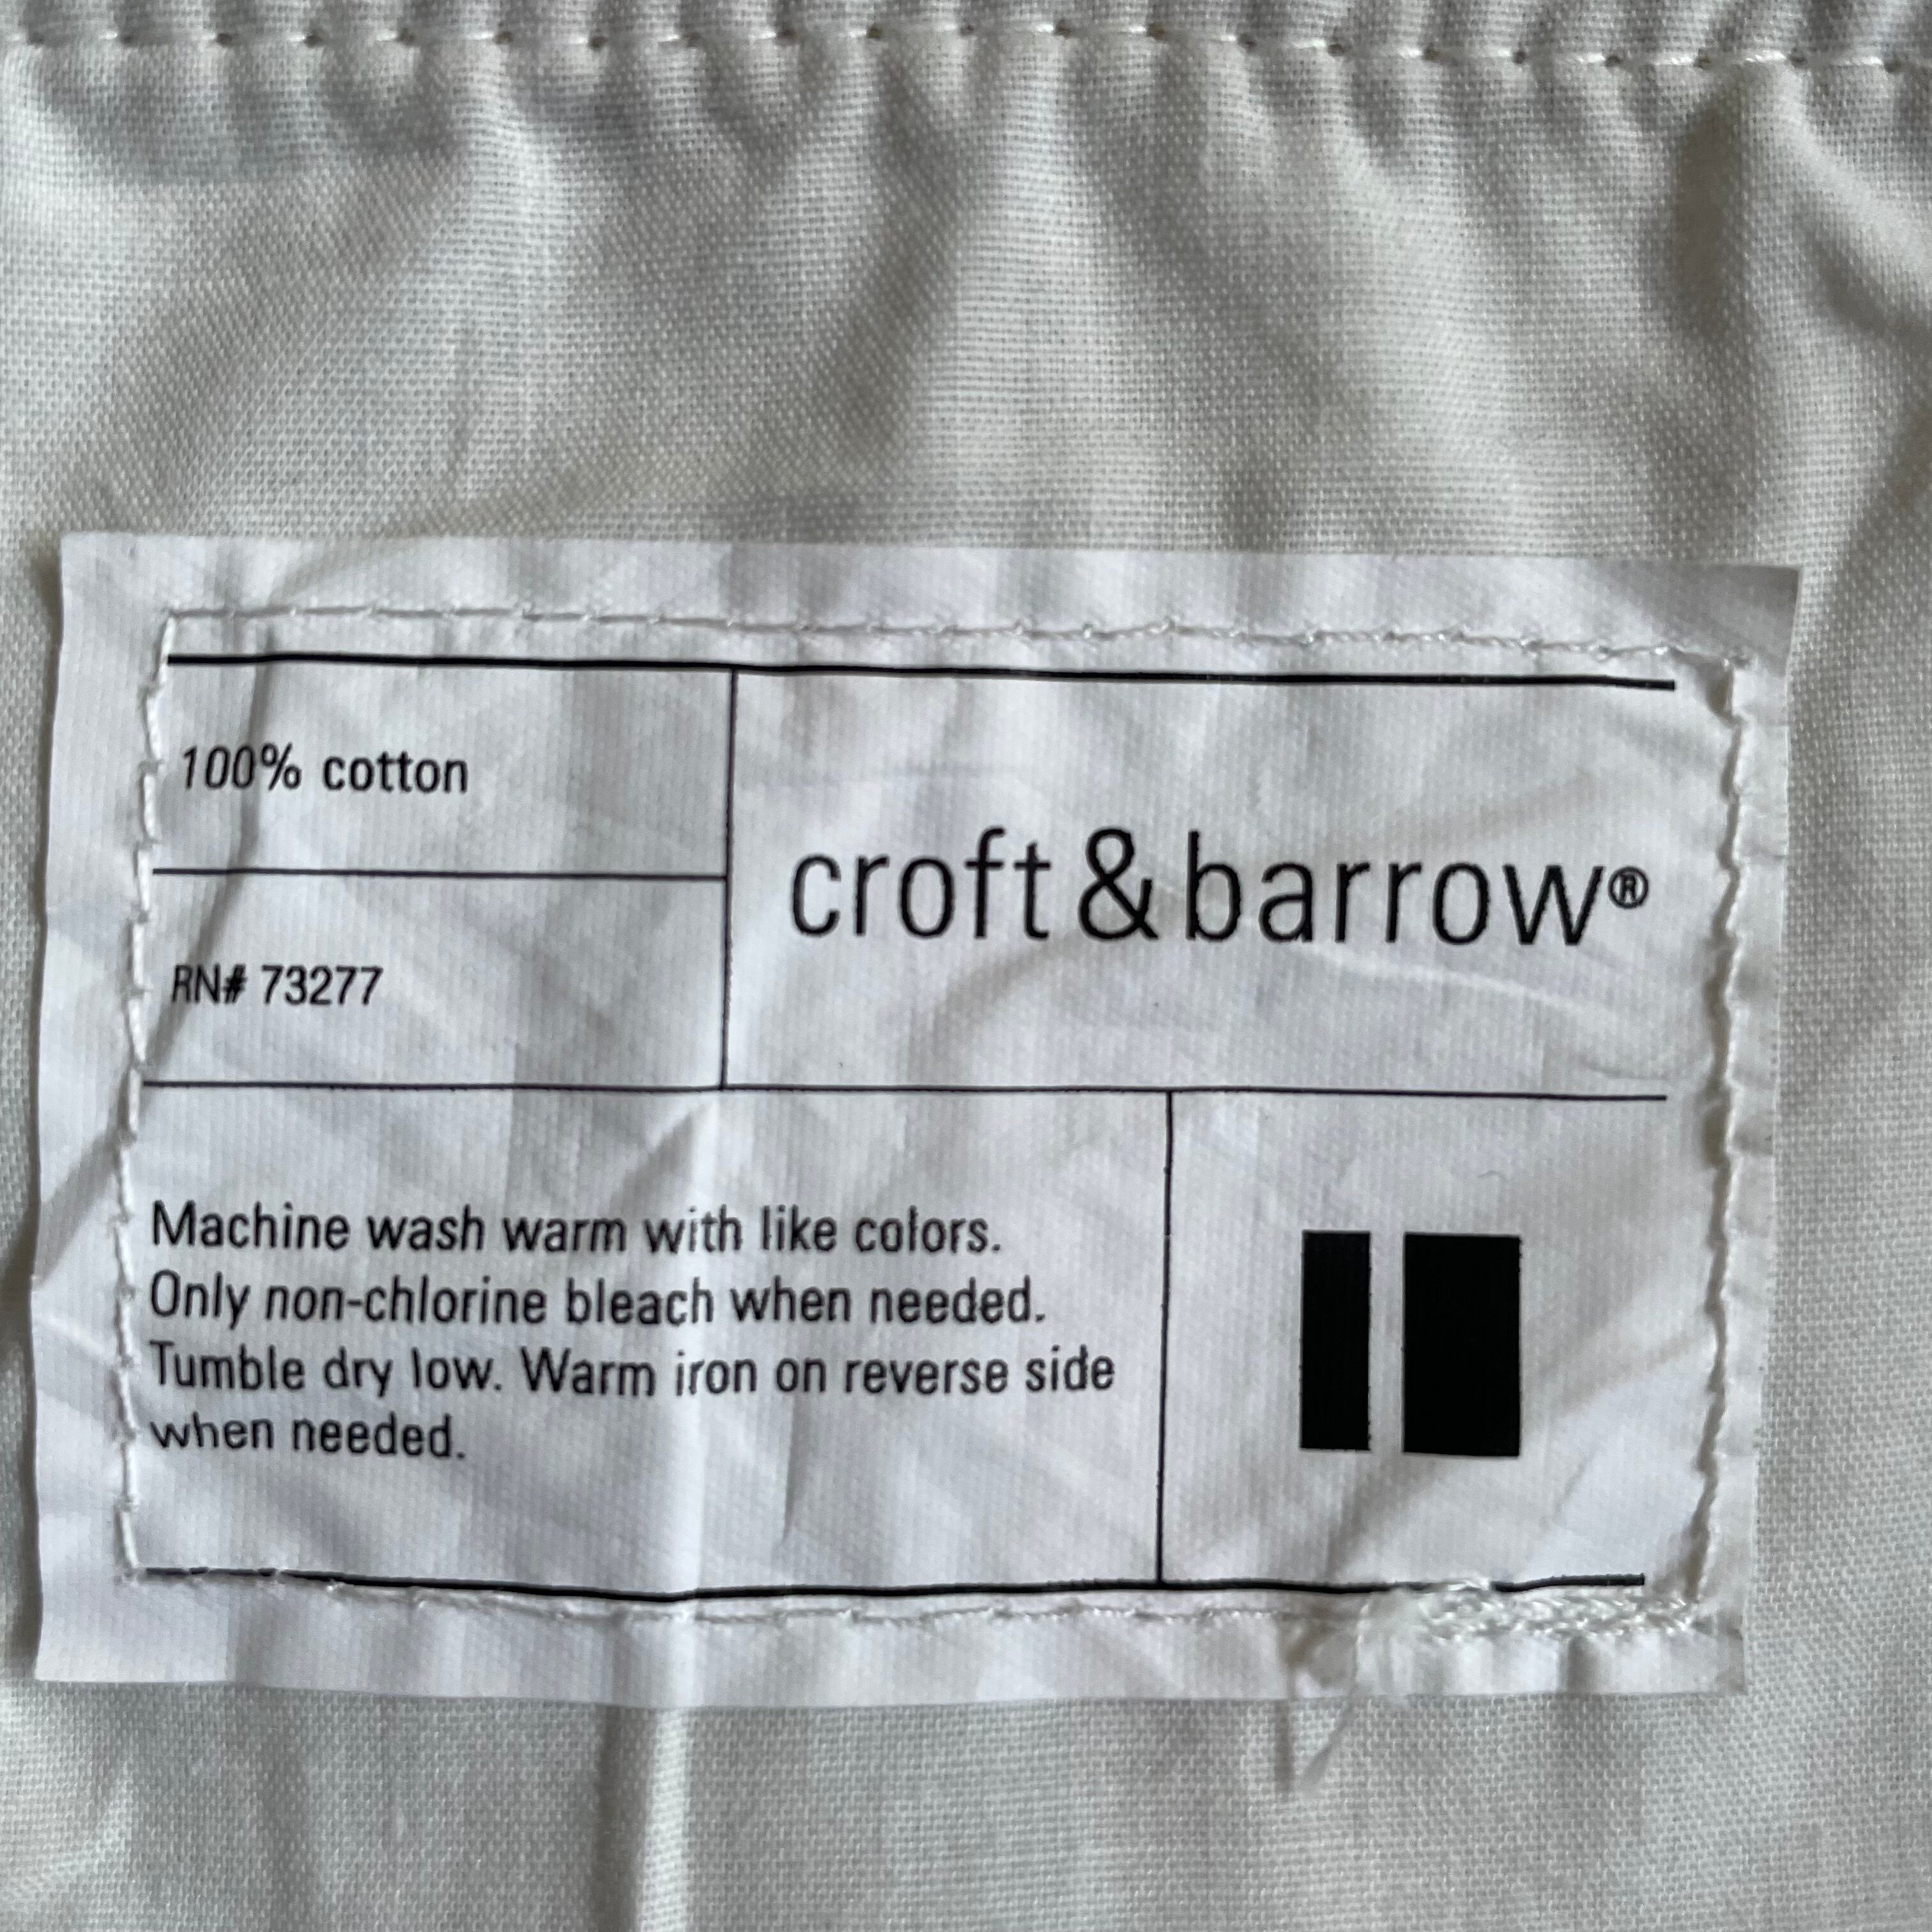 100% cotton
croft & barrow®
RN# 73277
Machine wash warm with like colors.
Only non-chlorine bleach when needed.
Tumble dry low. Warm iron on reverse side
when needed.